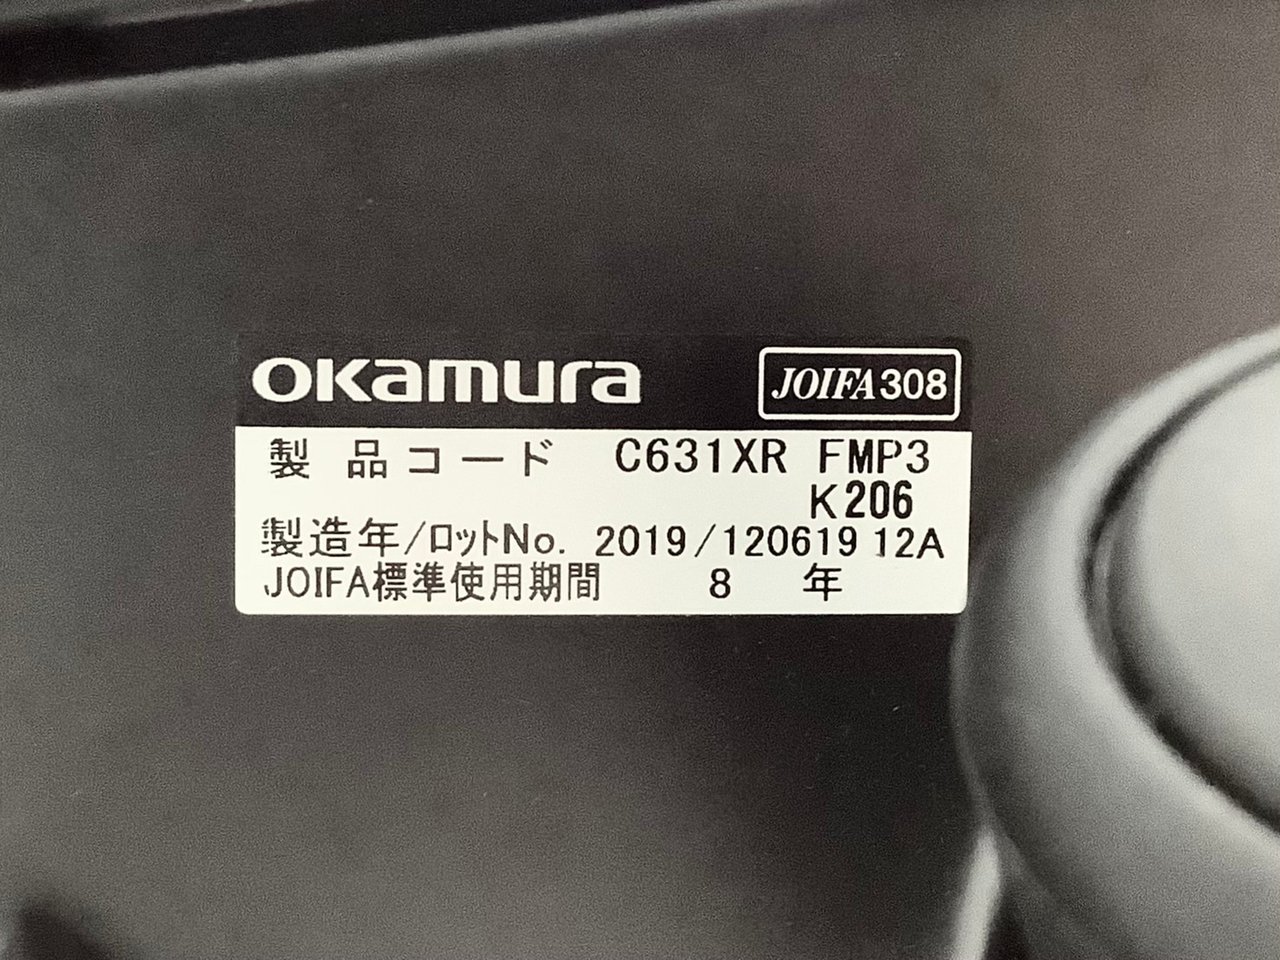 OKamura JOIFA308
製品コード C631XR FMP3
K206
製造年/ロットNo. 2019/120619 12A
JOIFA標準使用期間 8 年